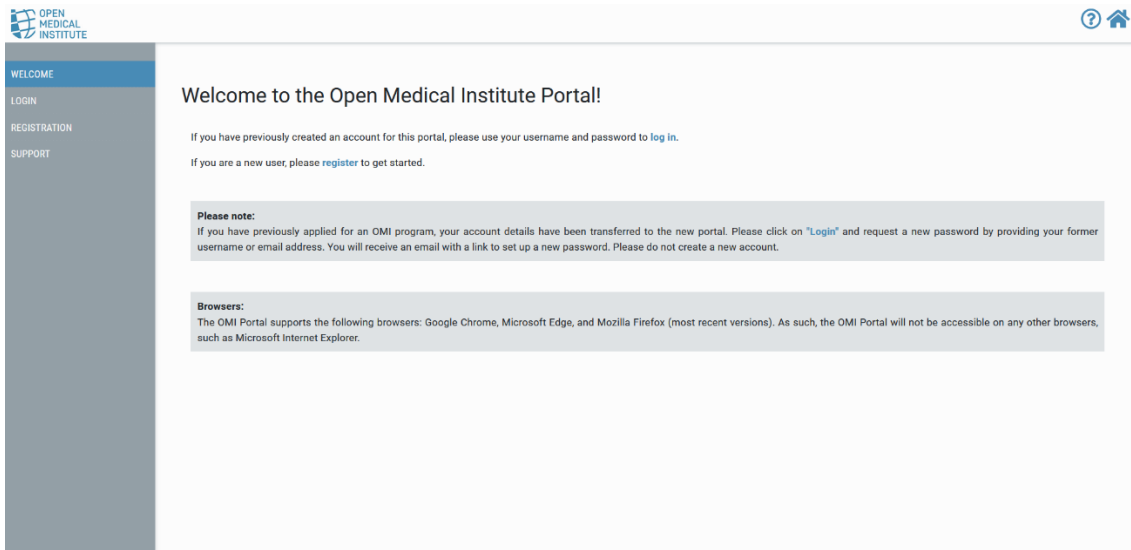 OPEN
MEDICAL
INSTITUTE
?
WELCOME
LOGIN
REGISTRATION
SUPPORT
Welcome to the Open Medical Institute Portal!
If you have previously created an account for this portal, please use your username and password to log in.
If you are a new user, please register to get started.
Please note:
If you have previously applied for an OMI program, your account details have been transferred to the new portal. Please click on "Login" and request a new password by providing your former
username or email address. You will receive an email with a link to set up a new password. Please do not create a new account.
Browsers:
The OMI Portal supports the following browsers: Google Chrome, Microsoft Edge, and Mozilla Firefox (most recent versions). As such, the OMI Portal will not be accessible on any other browsers,
such as Microsoft Internet Explorer.